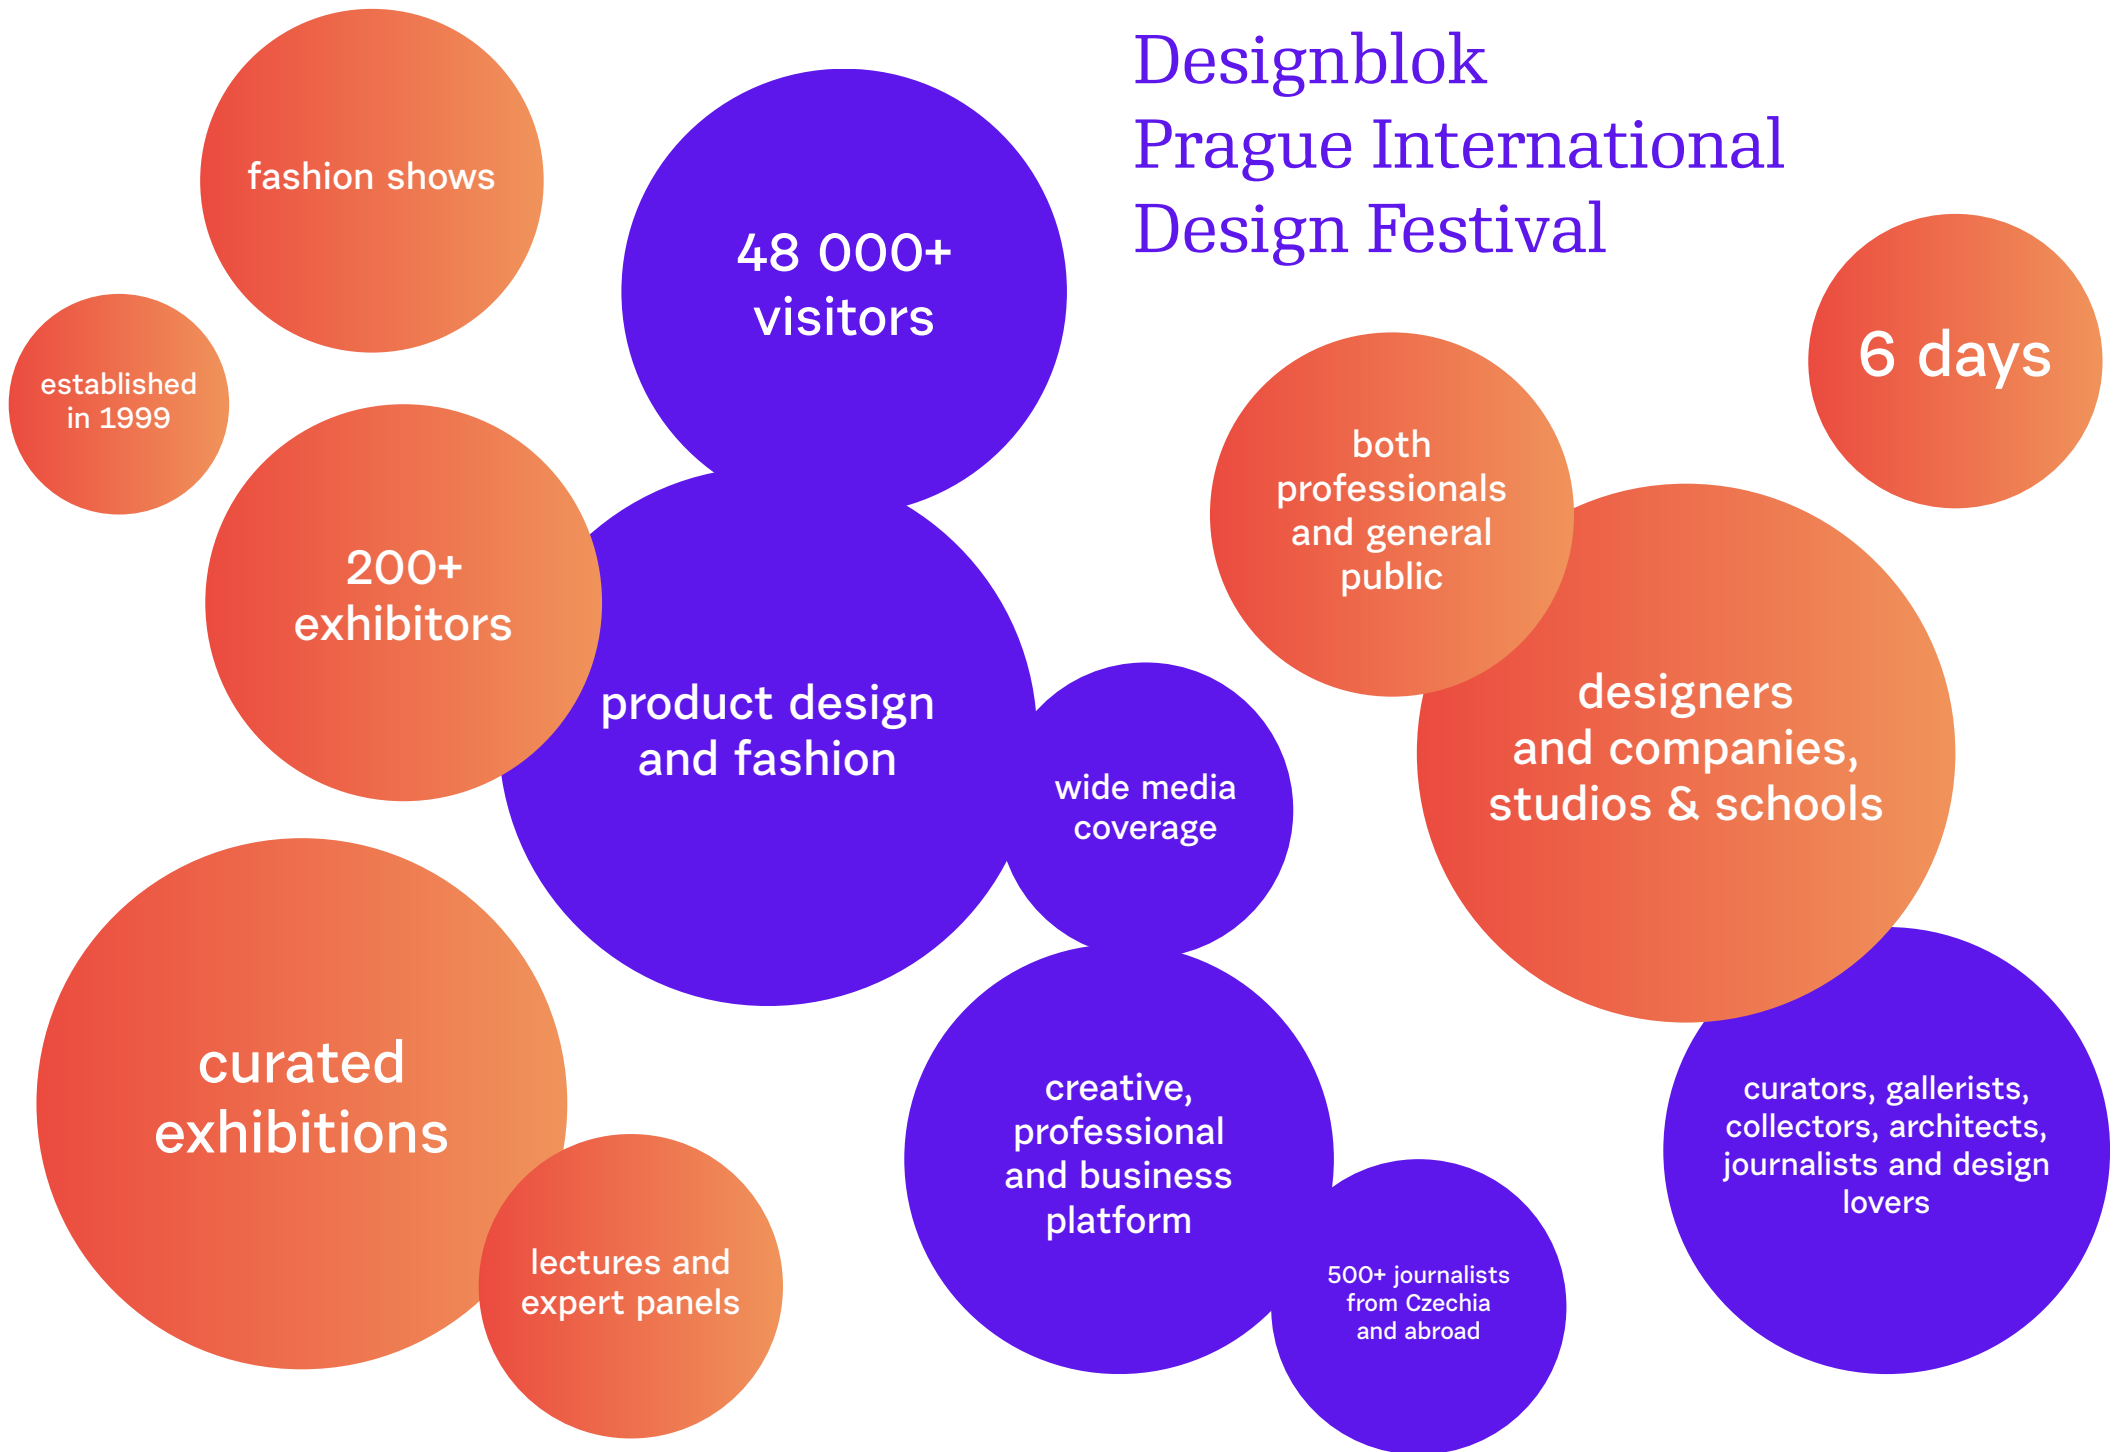 Designblok
Prague International
Design Festival
fashion shows
48 000+
visitors
6 days
established
in 1999
200+
exhibitors
both
professionals
and general
public
product design
and fashion
wide media
coverage
designers
and companies,
studios & schools
curated
exhibitions
lectures and
expert panels
creative,
professional
and business
platform
500+ journalists
from Czechia
and abroad
curators, gallerists,
collectors, architects,
journalists and design
lovers